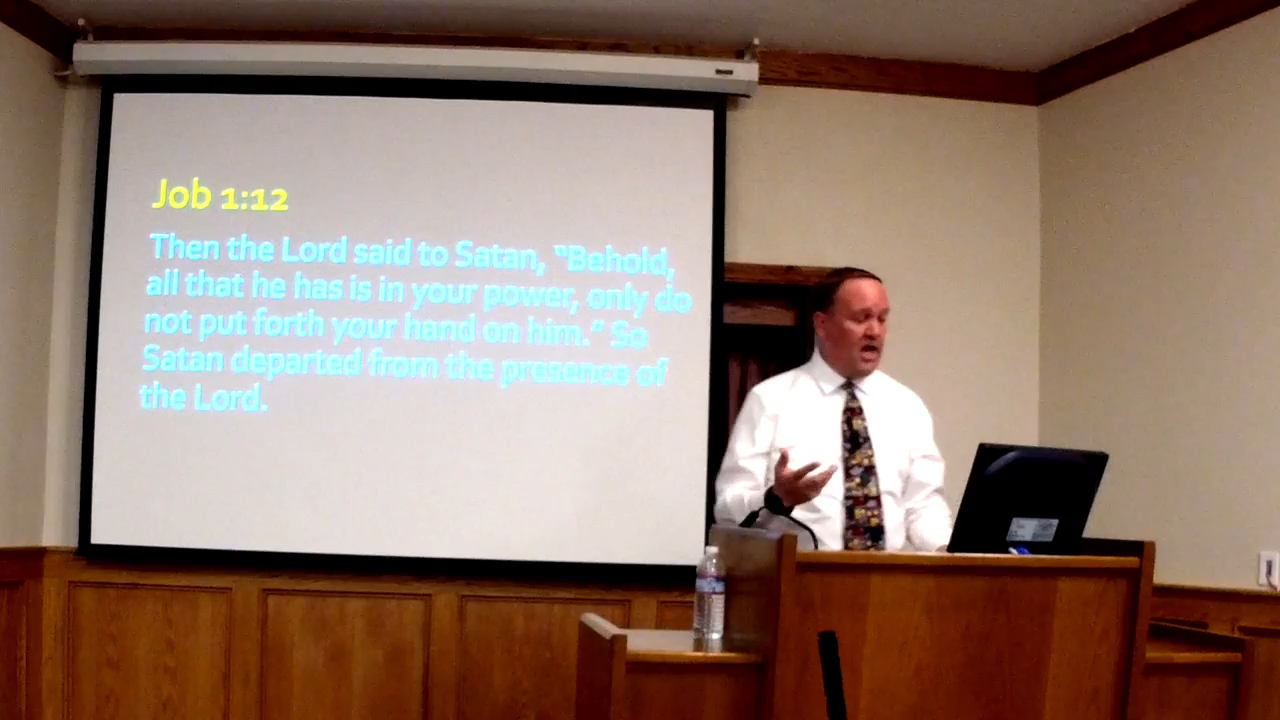 Job 1:12
Then the Lord said to Satan, "Behold,
all that he has is in your power, only do
not put forth your hand on him." So
Satan departed from the presence of
the Lord.